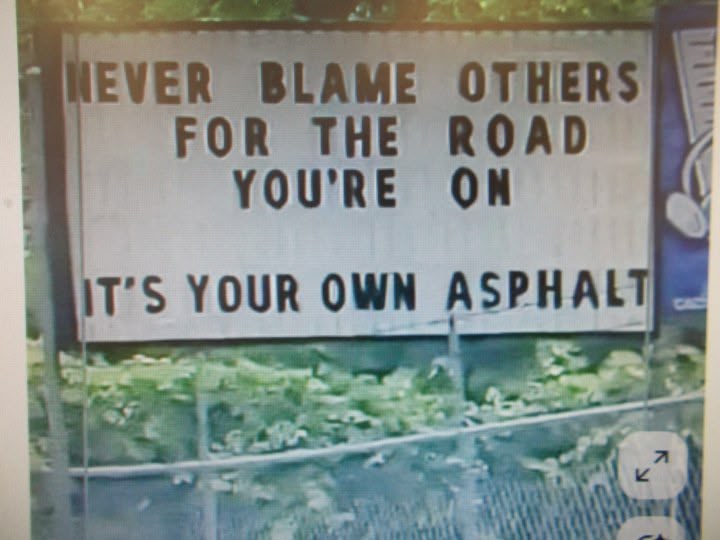 NEVER BLAME OTHERS
FOR THE ROAD
YOU'RE ON
IT'S YOUR OWN ASPHALT